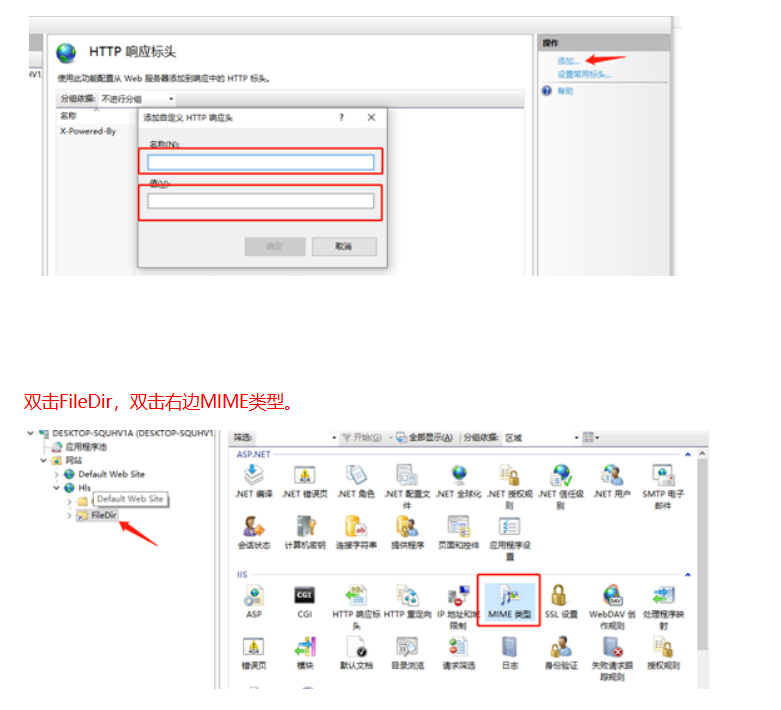 HTTP 响应标头
使用此功能配置从 Web 服务器添加到响应中的 HTTP 标头。
分组依据: 不进行分组
名称
X-Powered-By
添加自定义 HTTP 响应头
? ×
名称(N):
值(V):
确定 取消
操作
添加...
设置常用标头...
帮助
双击FileDir，双击右边MIME类型。
DESKTOP-SQUHV1A (DESKTOP-SQUHV1
应用程序池
网站
Default Web Site
Hls
Default Web Site
FileDir
筛选: 开始(G) 全部显示(A) 分组依据: 区域
ASP.NET
.NET 编译 .NET 错误页 .NET 角色 .NET 配置文件 .NET 全球化 .NET 授权规则 .NET 信任级别 .NET 用户 SMTP 电子邮件
会话状态 计算机密钥 连接字符串 提供程序 页面和控件 应用程序设置
IIS
ASP CGI HTTP 响应标头 HTTP 重定向 IP 地址和域限制 MIME 类型 SSL 设置 WebDAV 创作规则 处理程序映射
错误页 模块 默认文档 目录浏览 请求筛选 日志 身份验证 失败请求跟踪规则 授权规则